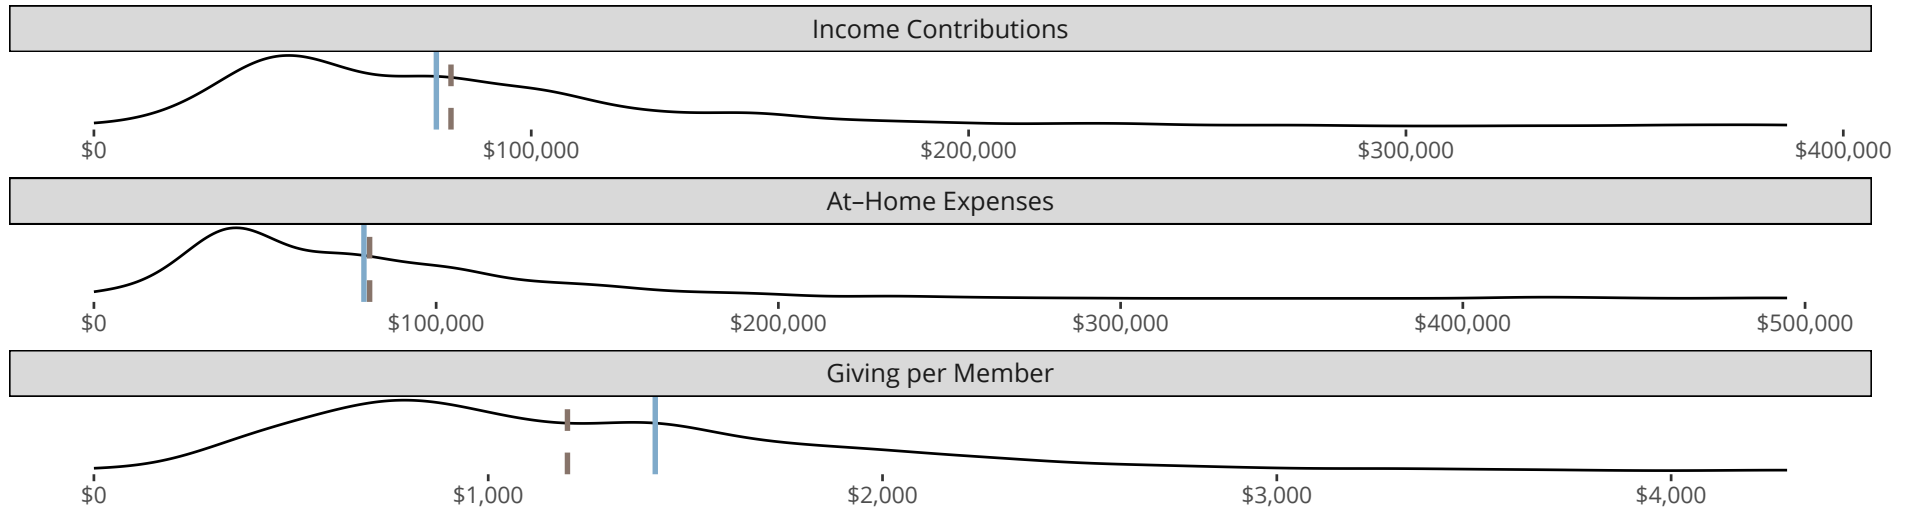 Income Contributions
$0 $100,000 $200,000 $300,000 $400,000
At–Home Expenses
$0 $100,000 $200,000 $300,000 $400,000 $500,000
Giving per Member
$0 $1,000 $2,000 $3,000 $4,000